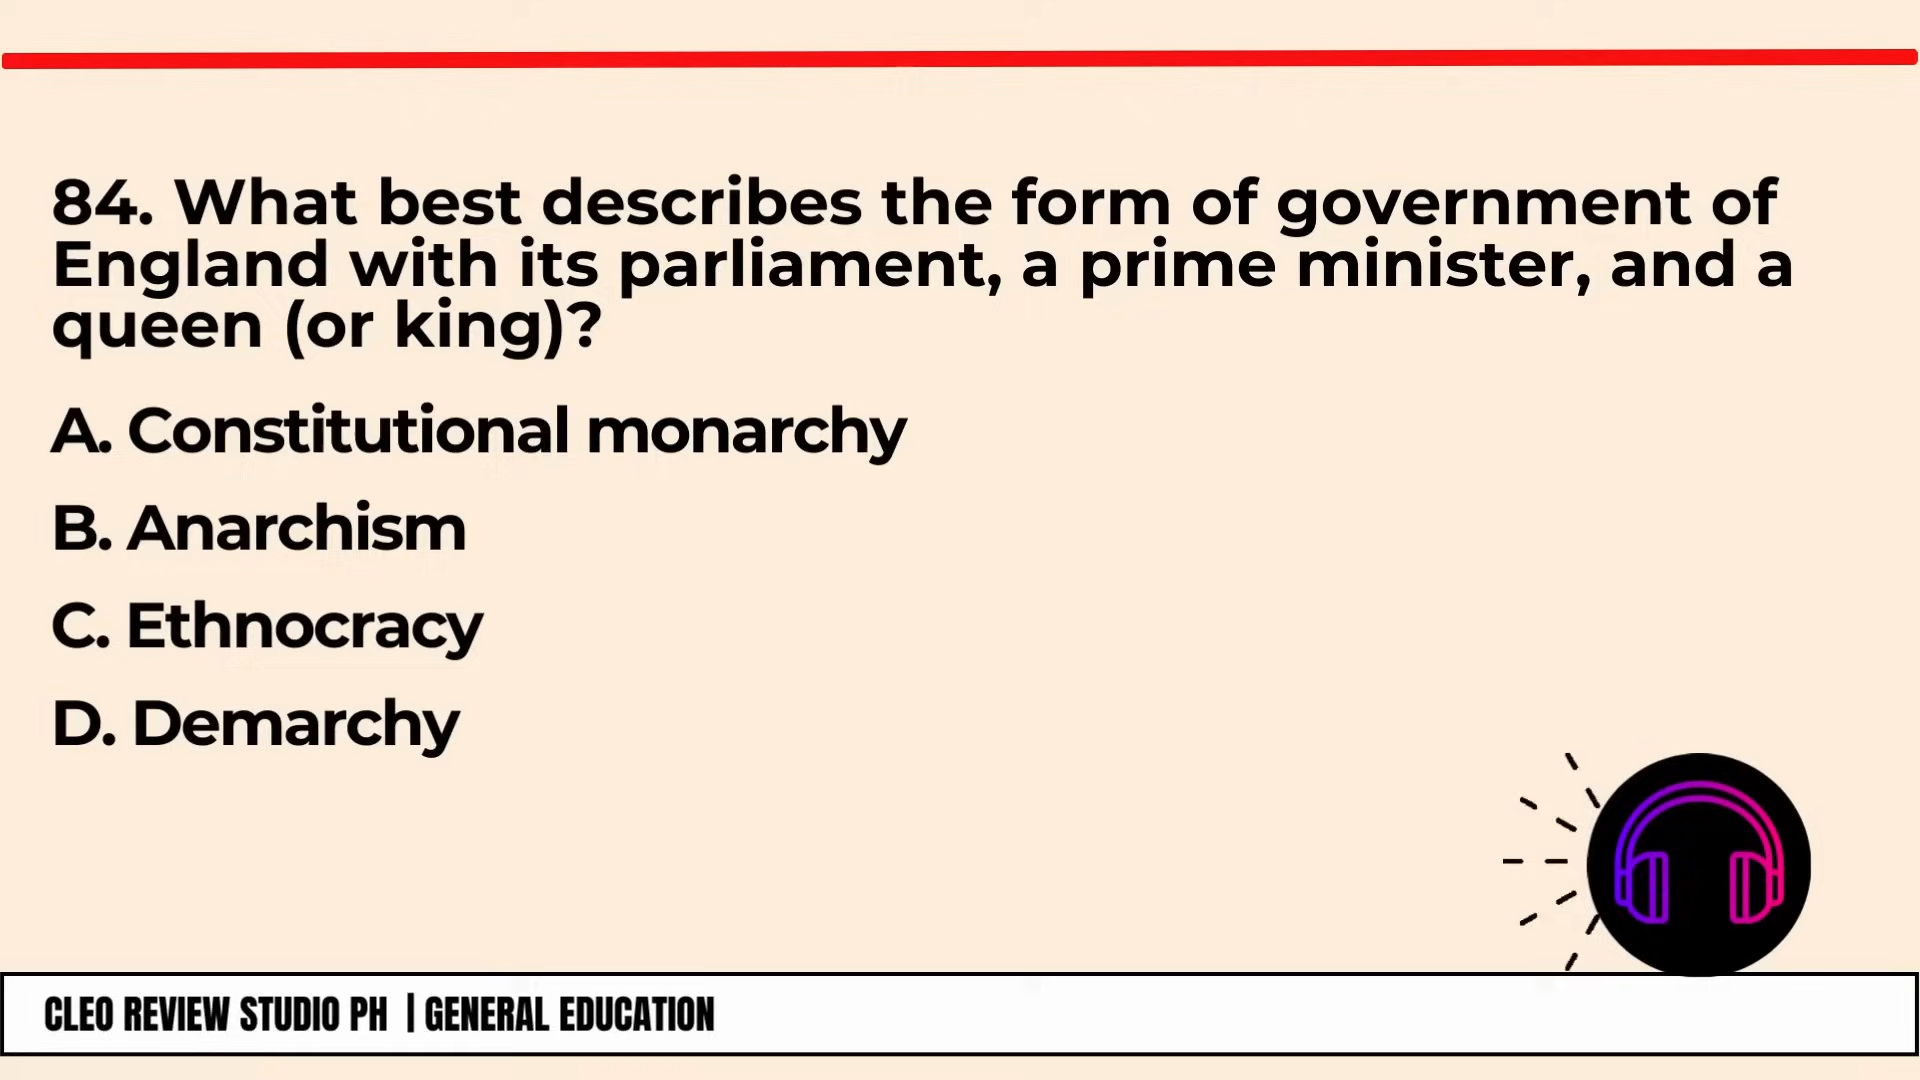 84. What best describes the form of government of
England with its parliament, a prime minister, and a
queen (or king)?
A. Constitutional monarchy
B. Anarchism
C. Ethnocracy
D. Demarchy
CLEO REVIEW STUDIO PH | GENERAL EDUCATION